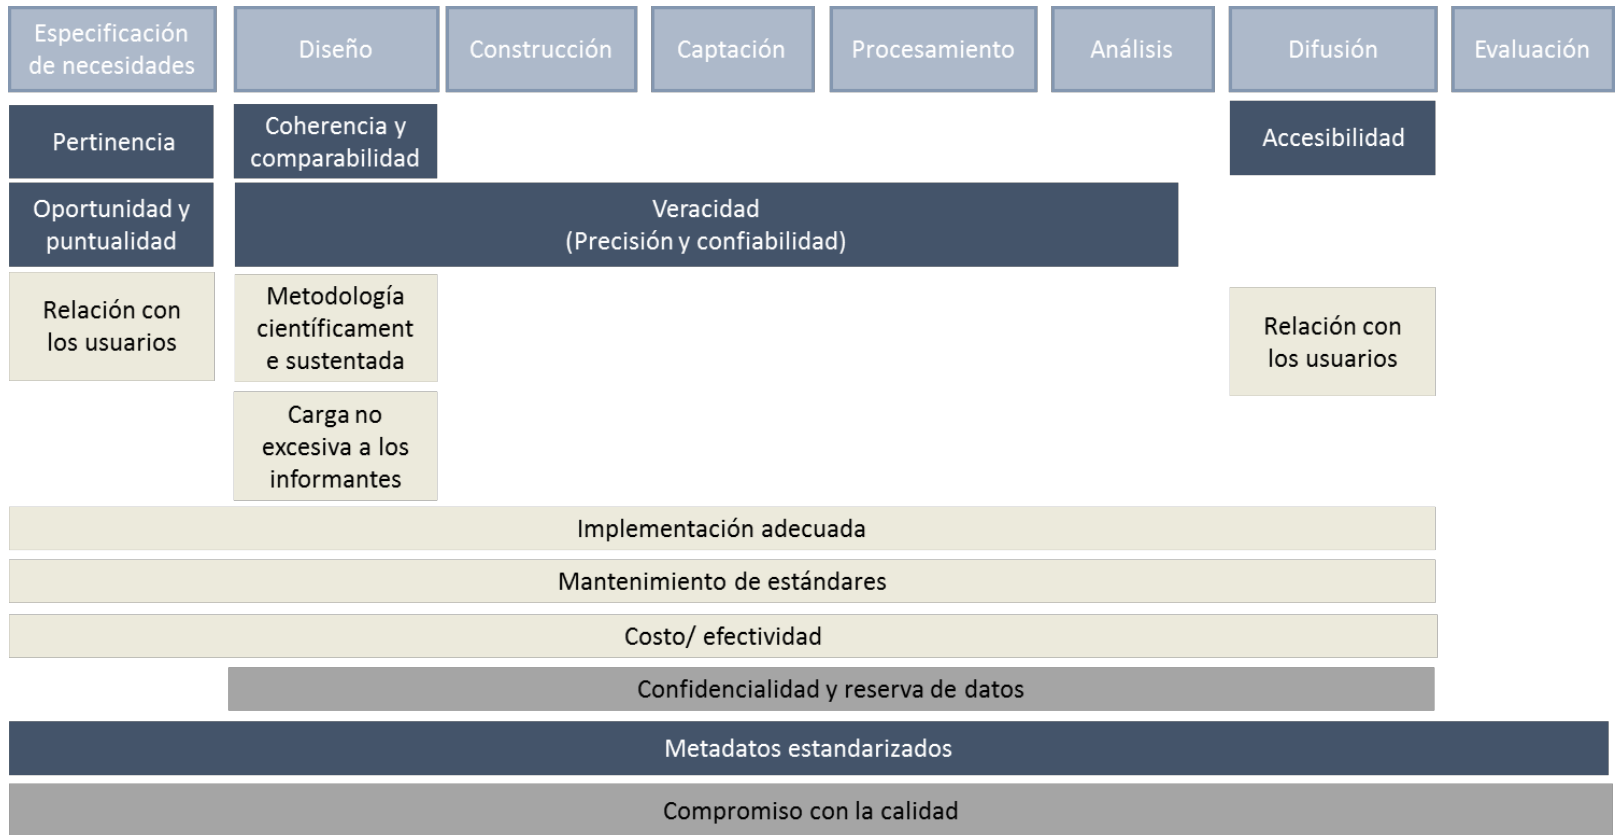 Especificación
de necesidades
Diseño
Construcción
Captación
Procesamiento
Análisis
Difusión
Evaluación
Pertinencia
Coherencia y
comparabilidad
Accesibilidad
Oportunidad y
puntualidad
Veracidad
(Precisión y confiabilidad)
Relación con
los usuarios
Metodología
científicament
e sustentada
Relación con
los usuarios
Carga no
excesiva a los
informantes
Implementación adecuada
Mantenimiento de estándares
Costo/ efectividad
Confidencialidad y reserva de datos
Metadatos estandarizados
Compromiso con la calidad